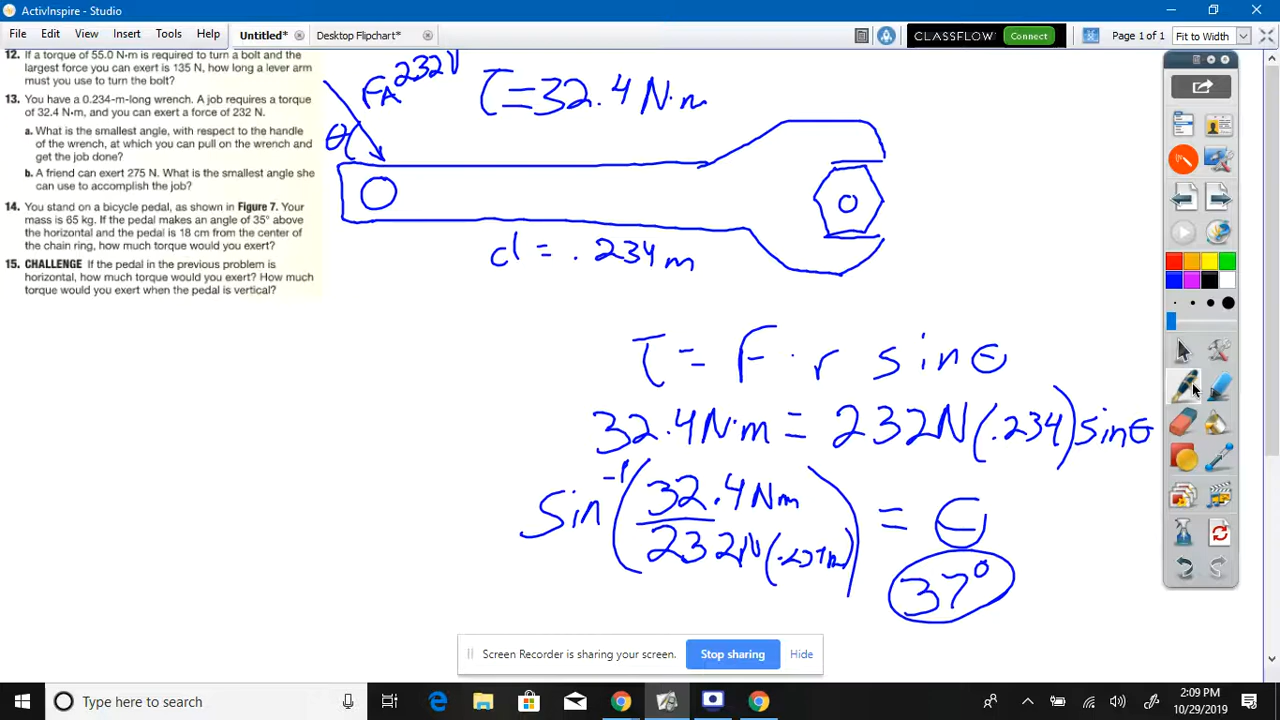 ActivInspire - Studio
File Edit View Insert Tools Help Untitled* Desktop Flipchart* CLASSFLOW Connect Page 1 of 1 Fit to Width
12. If a torque of 55.0 N•m is required to turn a bolt and the
largest force you can exert is 135 N, how long a lever arm
must you use to turn the bolt?
13. You have a 0.234-m-long wrench. A job requires a torque
of 32.4 N•m, and you can exert a force of 232 N.
a. What is the smallest angle, with respect to the handle
of the wrench, at which you can pull on the wrench and
get the job done?
b. A friend can exert 275 N. What is the smallest angle she
can use to accomplish the job?
14. You stand on a bicycle pedal, as shown in Figure 7. Your
mass is 65 kg. If the pedal makes an angle of 35° above
the horizontal and the pedal is 18 cm from the center of
the chain ring, how much torque would you exert?
15. CHALLENGE If the pedal in the previous problem is
horizontal, how much torque would you exert? How much
torque would you exert when the pedal is vertical?
FA 232N
τ = 32.4 N·m
θ
d = .234 m
τ = F · r sin θ
32.4 N·m = 232N (.234) sin θ
sin⁻¹ (32.4 Nm / 232N (.234m)) = θ
37°
Screen Recorder is sharing your screen. Stop sharing Hide
Type here to search
2:09 PM
10/29/2019